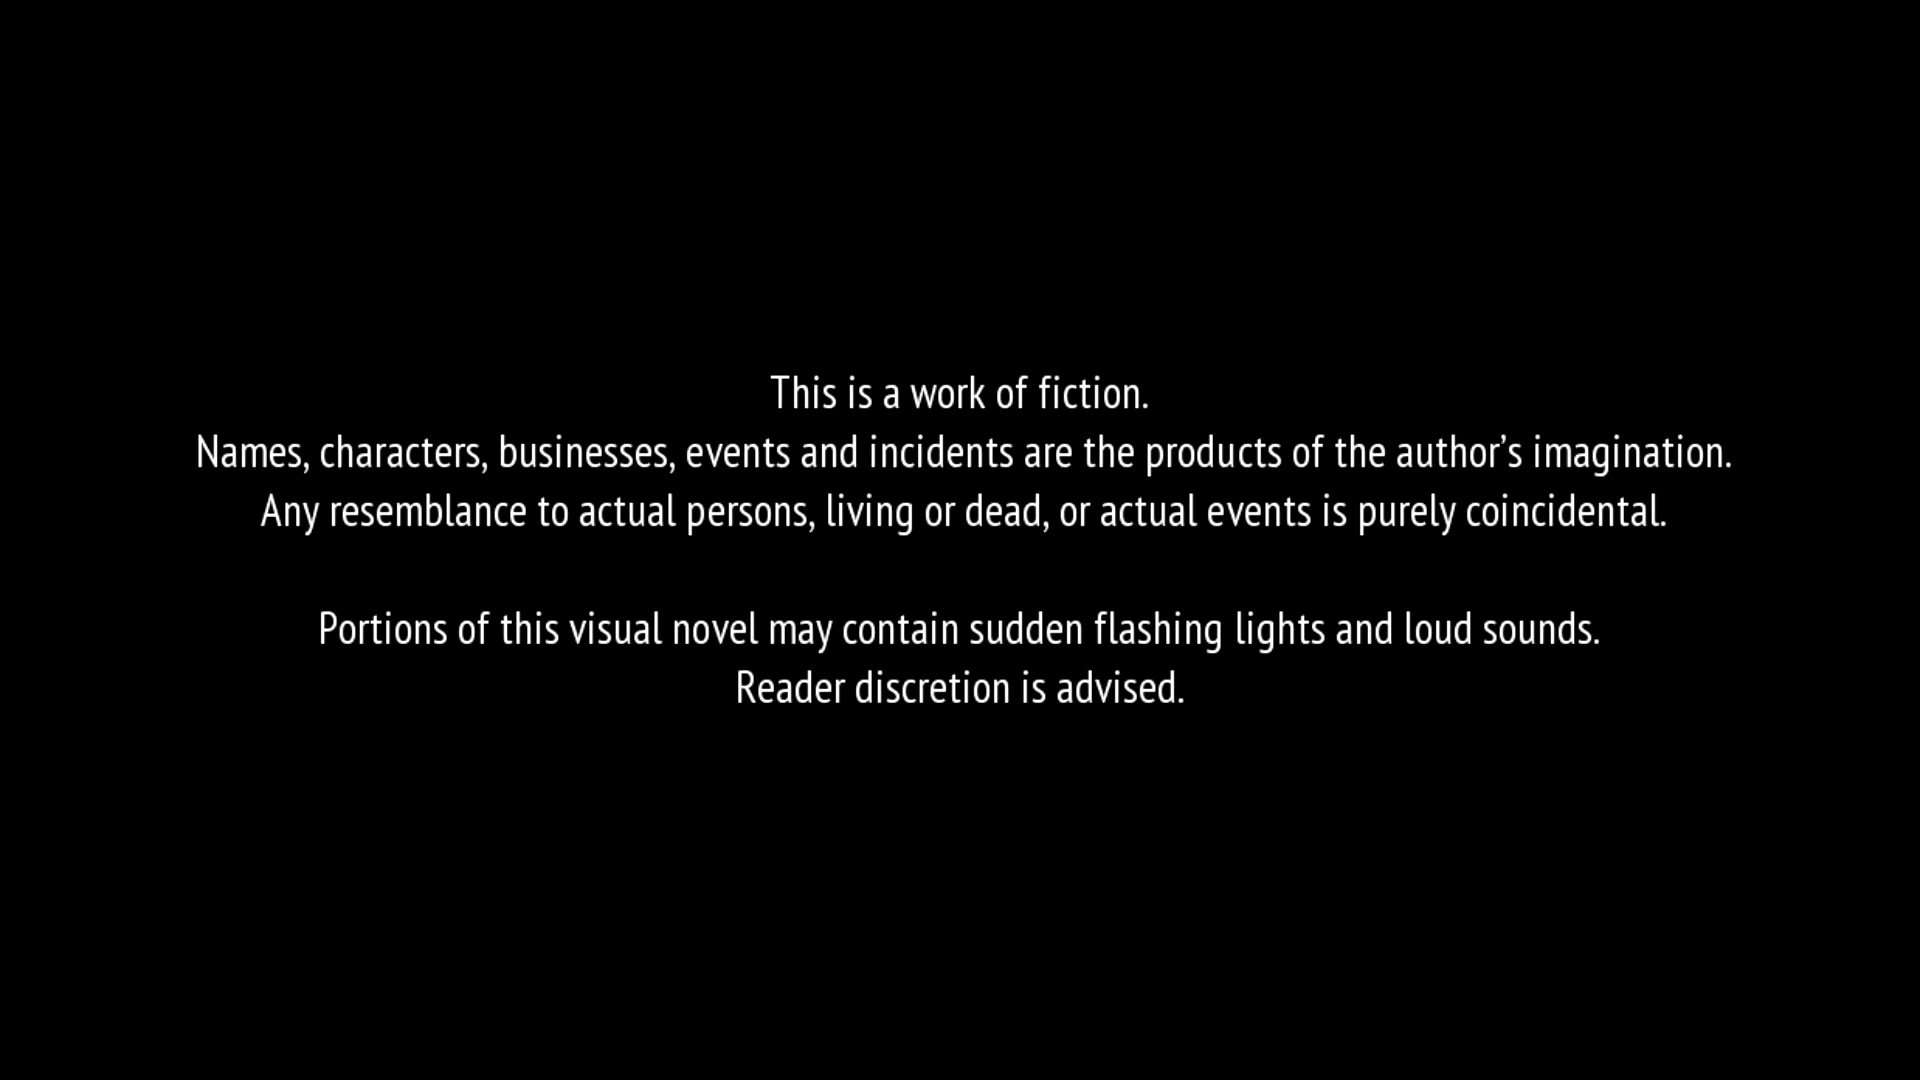 This is a work of fiction.
Names, characters, businesses, events and incidents are the products of the author’s imagination.
Any resemblance to actual persons, living or dead, or actual events is purely coincidental.
Portions of this visual novel may contain sudden flashing lights and loud sounds.
Reader discretion is advised.